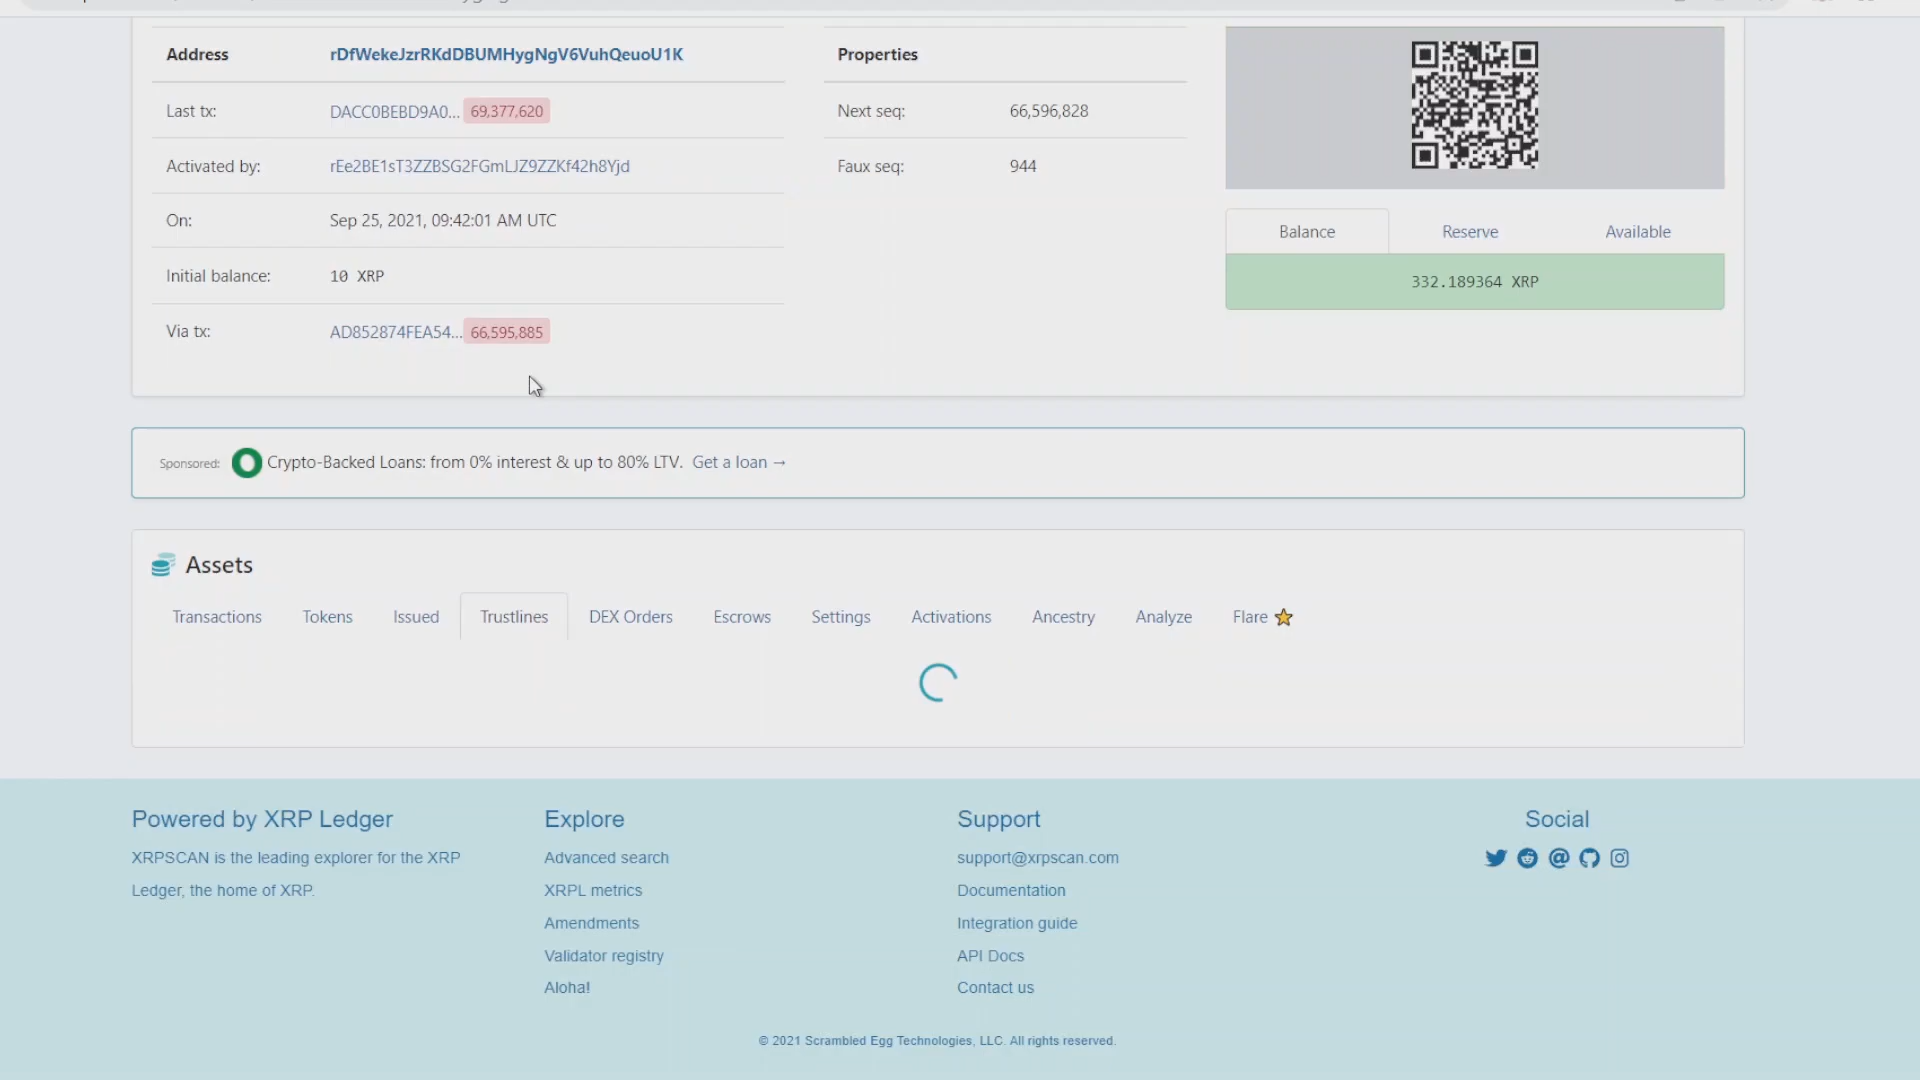 Address rDfWekeJzrRKdDBUMHygNgV6VuhQeuoU1K
Properties
Last tx: DACC0BEBD9A0... 69,377,620
Next seq: 66,596,828
Activated by: rEe2BE1sT3ZZBSG2FGmLJZ9ZZKf42h8Yjd
Faux seq: 944
On: Sep 25, 2021, 09:42:01 AM UTC
Balance Reserve Available
Initial balance: 10 XRP
332.189364 XRP
Via tx: AD852874FEA54... 66,595,885
Sponsored: Crypto-Backed Loans: from 0% interest & up to 80% LTV. Get a loan →
Assets
Transactions Tokens Issued Trustlines DEX Orders Escrows Settings Activations Ancestry Analyze Flare
Powered by XRP Ledger
XRPSCAN is the leading explorer for the XRP
Ledger, the home of XRP.
Explore
Advanced search
XRPL metrics
Amendments
Validator registry
Aloha!
Support
support@xrpscan.com
Documentation
Integration guide
API Docs
Contact us
Social
© 2021 Scrambled Egg Technologies, LLC. All rights reserved.